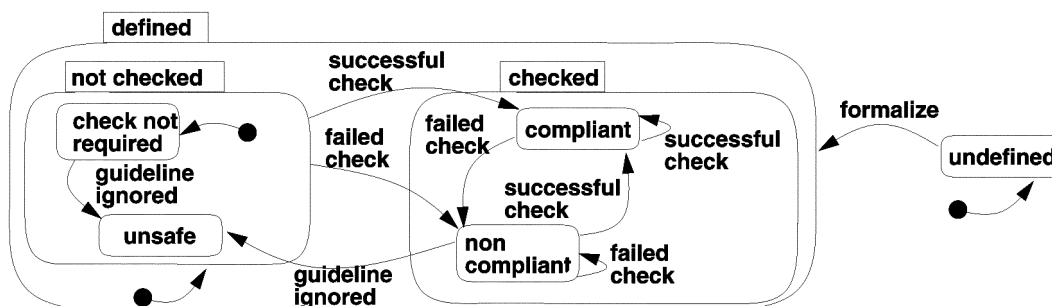 defined
not checked
successful
check
checked
check not
required
failed
check
failed
check
compliant
successful
check
formalize
undefined
guideline
ignored
successful
check
unsafe
non
compliant
failed
check
guideline
ignored